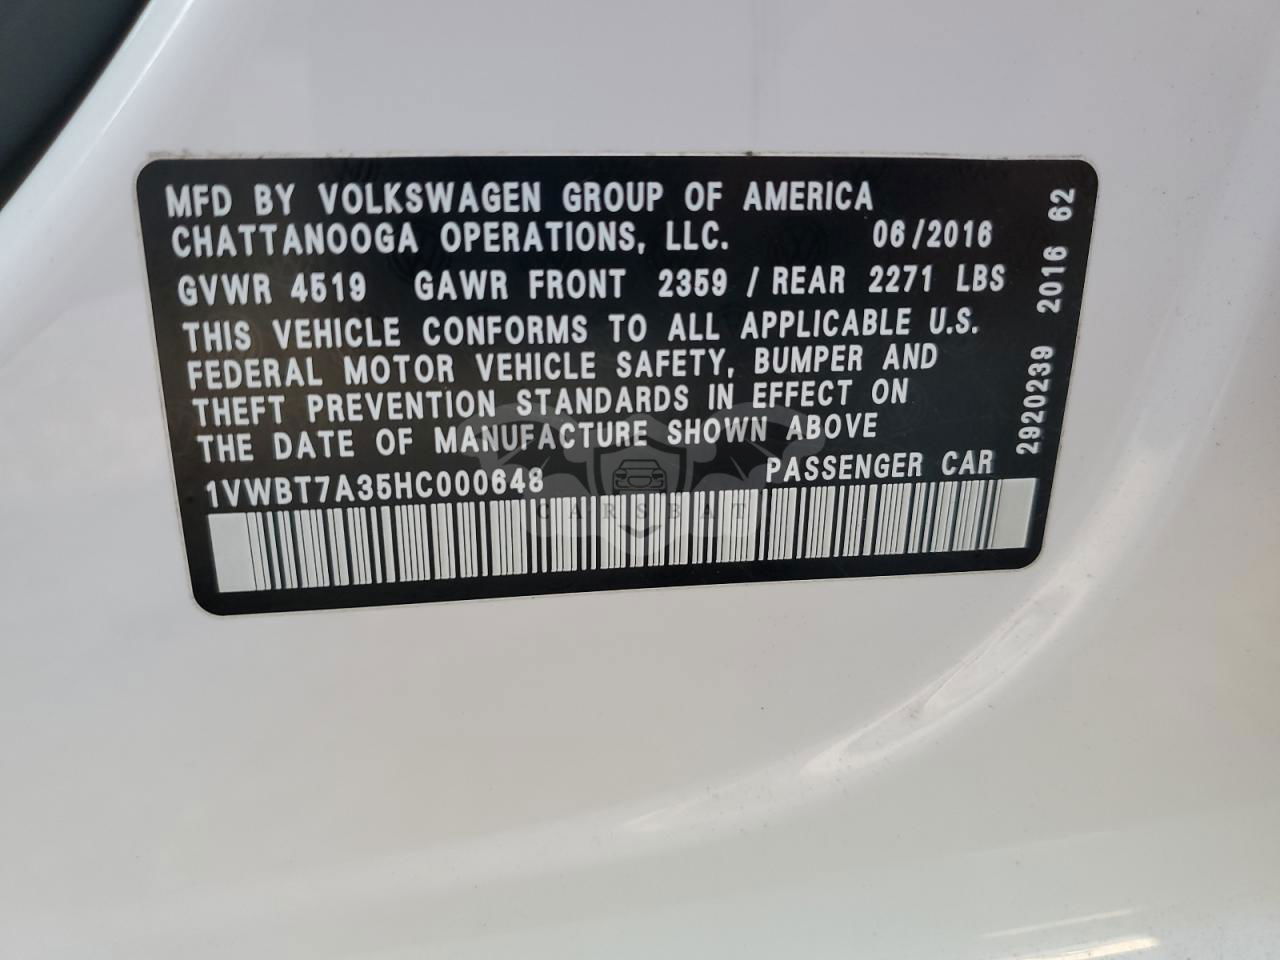 MFD BY VOLKSWAGEN GROUP OF AMERICA
CHATTANOOGA OPERATIONS, LLC. 06/2016
GVWR 4519 GAWR FRONT 2359 / REAR 2271 LBS
THIS VEHICLE CONFORMS TO ALL APPLICABLE U.S.
FEDERAL MOTOR VEHICLE SAFETY, BUMPER AND
THEFT PREVENTION STANDARDS IN EFFECT ON
THE DATE OF MANUFACTURE SHOWN ABOVE
1VWBT7A35HC000648 PASSENGER CAR
2920239 2016 62
CARSBAT